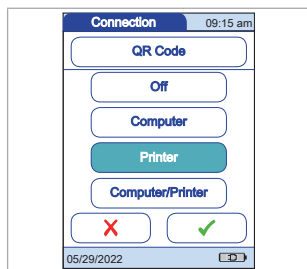 Connection 09:15 am
QR Code
Off
Computer
Printer
Computer/Printer
05/29/2022